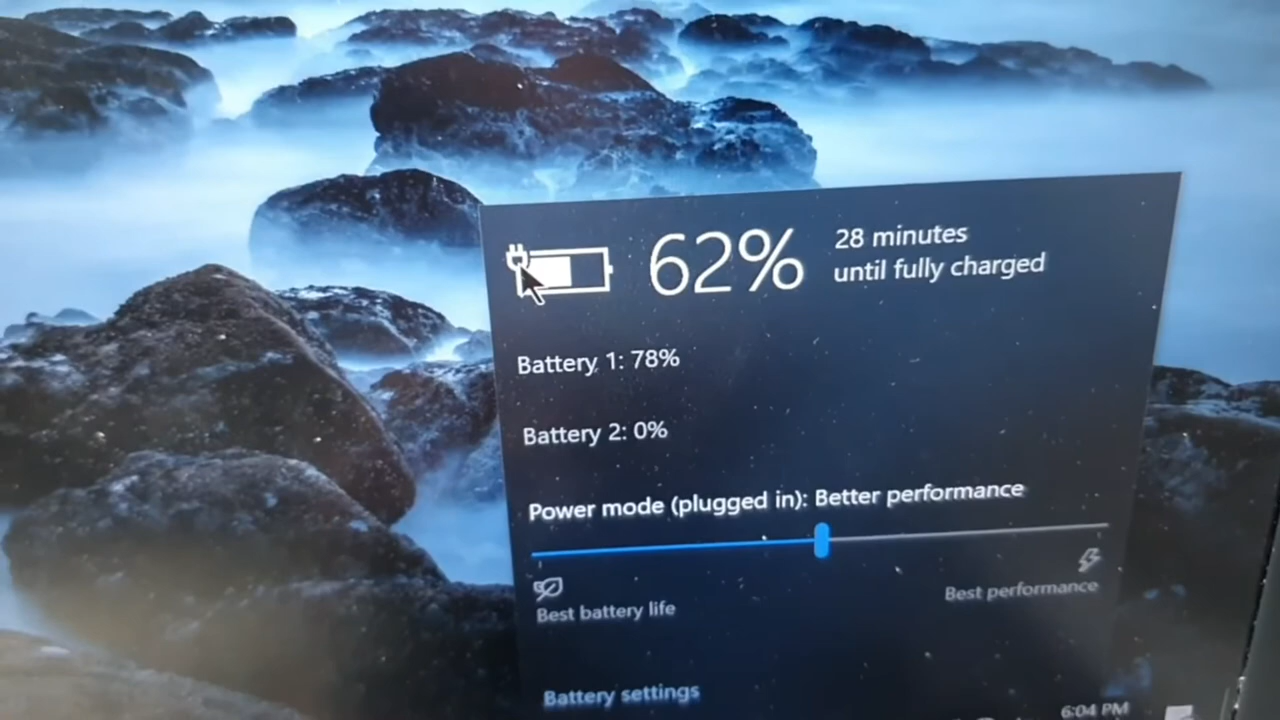 62%
28 minutes
until fully charged
Battery 1: 78%
Battery 2: 0%
Power mode (plugged in): Better performance
Best battery life
Best performance
Battery settings
6:04 PM